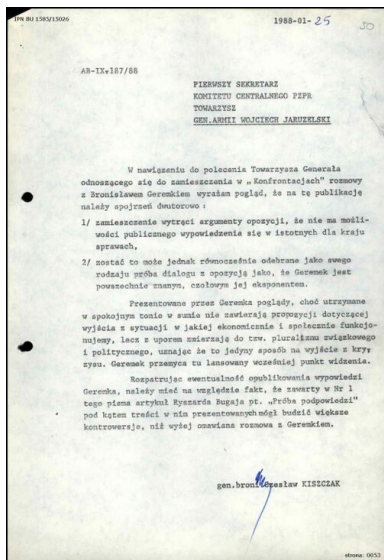 IPN BU 1585/15026
1988-01-25
50
AB-IXv187/88
PIERWSZY SEKRETARZ
KOMITETU CENTRALNEGO PZPR
TOWARZYSZ
GEN.ARMII WOJCIECH JARUZELSKI
W nawiązeniu do polecenia Towarzysza Generała
odnoszącego się do zamieszczenia w „Konfrontacjach" rozmowy
z Bronisławem Geremkiem wyrażam pogląd, że na tę publikację
należy spojrzeń dwutorowo :
1/ zamieszczenie wytrąci argumenty opozycji, że nie ma możli-
wości publicznego wypowiedzenia się w istotnych dla kraju
sprawach,
2/ zostać to może jednak równocześnie odebrane jako swego
rodzaju próba dialogu z opozycją jako, że Geremek jest
powszechnie znanym, czołowym jej eksponentem.
Prezentowane przez Geremka poglądy, choć utrzymane
w spokojnym tonie w sumie nie zawierają propozycji dotyczącej
wyjścia z sytuacji w jakiej ekonomicznie i społecznie funkcjo-
nujemy, lecz z uporem zmierzają do tzw. pluralizmu związkowego
i politycznego, uznając że to jedyny sposób na wyjście z kry-
zysu. Geremek przemyca tu lansowany wcześniej punkt widzenia.
Rozpatrując ewentualność opublikowania wypowiedzi
Geremka, należy mieć na względzie fakt, że zawarty w Nr 1
tego pisma artykuł Ryszarda Bugaja pt. „Próba podpowiedzi"
pod kątem treści w nim prezentowanych mógł budzić większe
kontrowersje, niż wyżej omawiana rozmowa z Geremkiem.
gen.broni Czesław KISZCZAK
strona: 0053